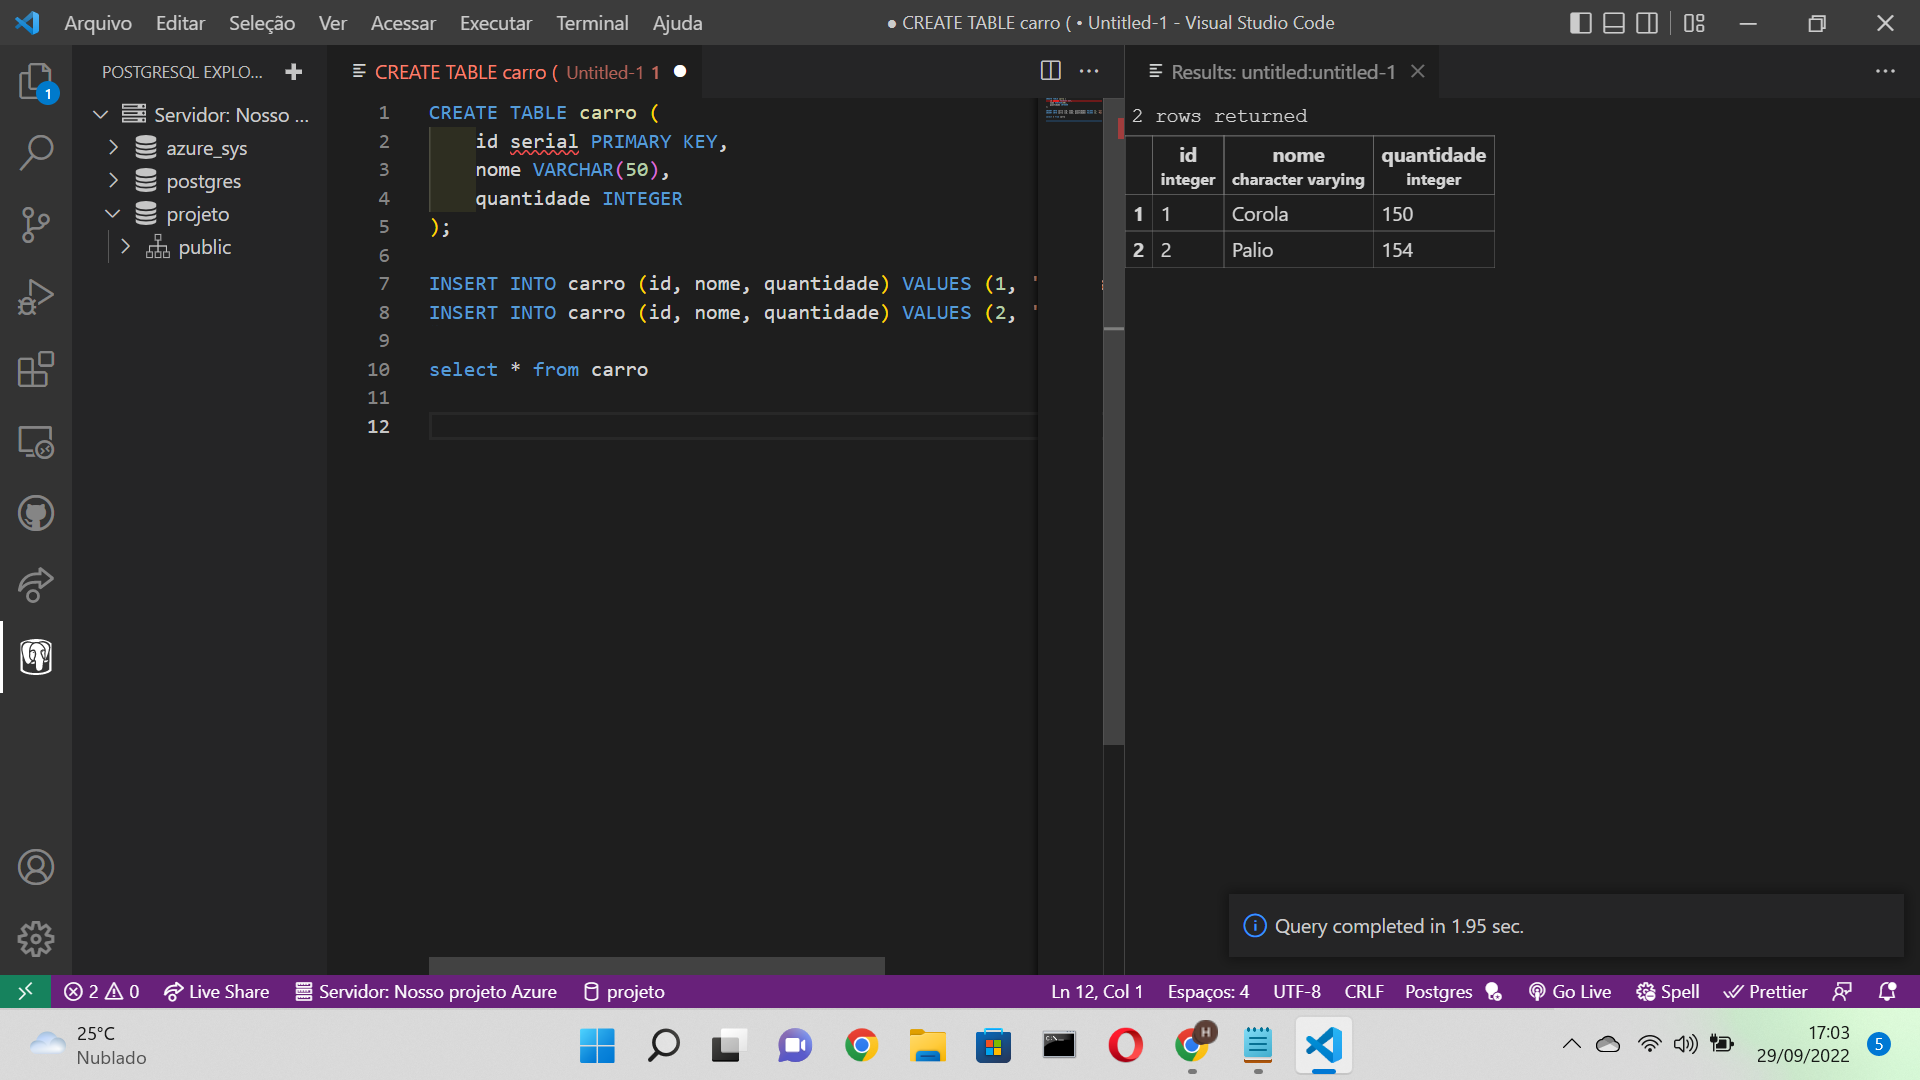 Arquivo Editar Seleção Ver Acessar Executar Terminal Ajuda
● CREATE TABLE carro ( • Untitled-1 - Visual Studio Code
1
POSTGRESQL EXPLO...
Servidor: Nosso ...
azure_sys
postgres
projeto
public
CREATE TABLE carro ( Untitled-1 1
1 CREATE TABLE carro (
2 id serial PRIMARY KEY,
3 nome VARCHAR(50),
4 quantidade INTEGER
5 );
6
7 INSERT INTO carro (id, nome, quantidade) VALUES (1, '
8 INSERT INTO carro (id, nome, quantidade) VALUES (2, '
9
10 select * from carro
11
12
Results: untitled:untitled-1
2 rows returned
id nome quantidade
integer character varying integer
1 1 Corola 150
2 2 Palio 154
Query completed in 1.95 sec.
2 0 Live Share Servidor: Nosso projeto Azure projeto
Ln 12, Col 1 Espaços: 4 UTF-8 CRLF Postgres Go Live Spell Prettier
25°C
Nublado
H
17:03
29/09/2022
5